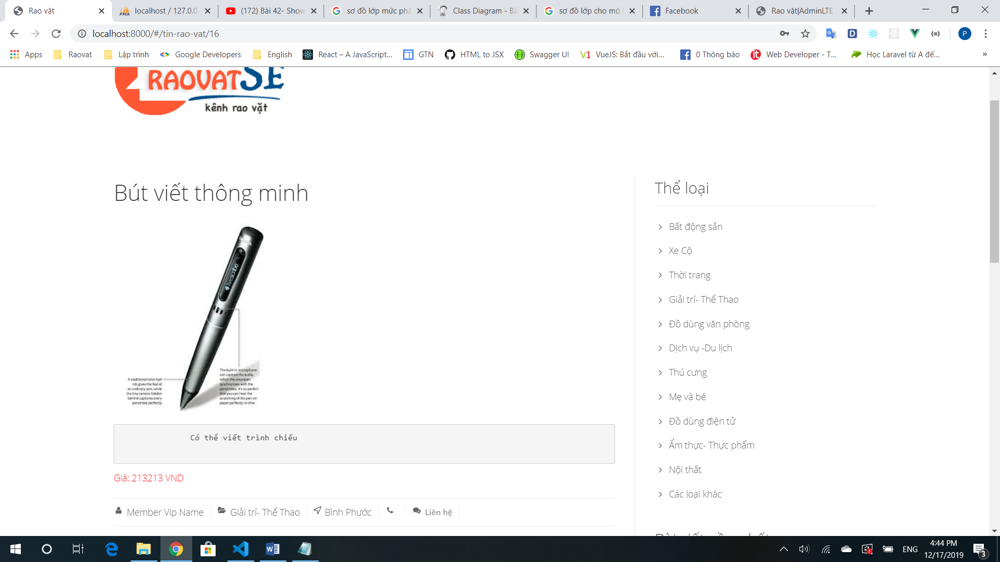 Rao vặt
localhost / 127.0.0.
(172) Bài 42- Show
sơ đồ lớp mức phâ
Class Diagram - Bả
sơ đồ lớp cho mô
Facebook
Rao vặt|AdminLTE
localhost:8000/#/tin-rao-vat/16
P
Apps
Raovat
Lập trình
Google Developers
English
React – A JavaScript...
GTN
HTML to JSX
Swagger UI
VueJS: Bắt đầu với...
0 Thông báo
Web Developer - T...
Học Laravel từ A đế...
»
RAOVATSE
kênh rao vặt
Bút viết thông minh
livescribe
A traditional roller ball
nib gives the feel of
an ordinary pen, while
the tiny camera hidden
behind captures every
penstroke perfectly
The built-in microphone
can capture the audio,
which the smartpen
synchronises with the
penstrokes. It's so perfect
that you can hear the
scratching of the pen on
paper perfectly in time
Có thể viết trình chiếu
Giá: 213213 VND
Member Vip Name
Giải trí- Thể Thao
Bình Phước
Liên hệ
Thể loại
Bất động sản
Xe Cộ
Thời trang
Giải trí- Thể Thao
Đồ dùng văn phòng
Dịch vụ -Du lịch
Thú cưng
Mẹ và bé
Đồ dùng điện tử
Ẩm thực- Thực phẩm
Nội thất
Các loại khác
ENG
4:44 PM
12/17/2019
3